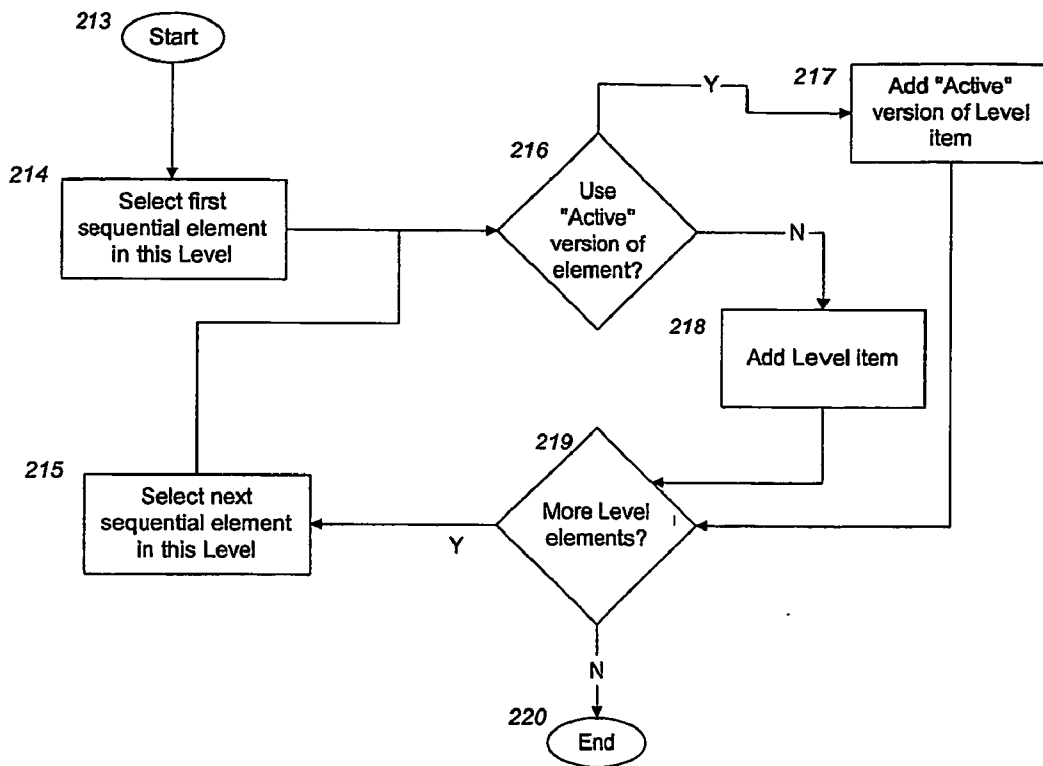 213
Start
214
Select first
sequential element
in this Level
216
Use
"Active"
version of
element?
Y
217
Add "Active"
version of Level
item
N
218
Add Level item
219
More Level
elements?
Y
215
Select next
sequential element
in this Level
N
220
End